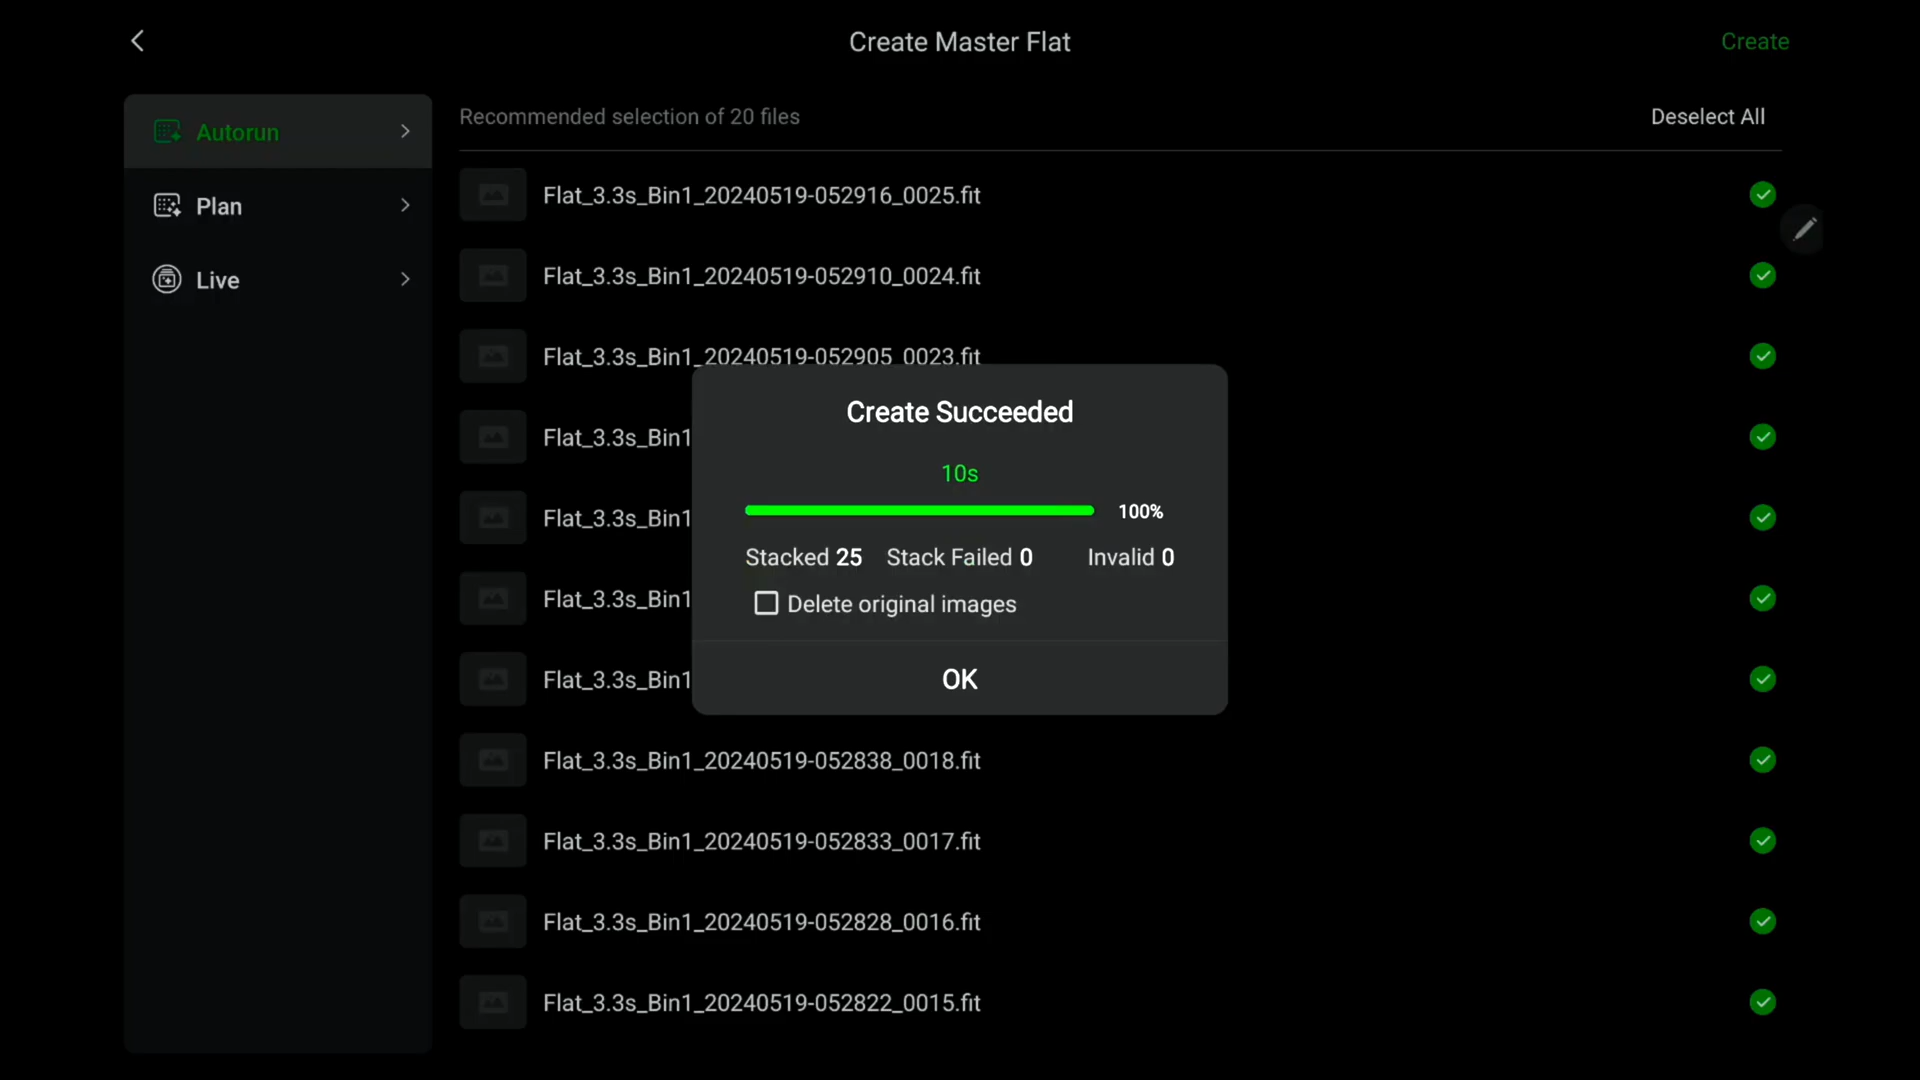 Create Master Flat
Create
Autorun
Plan
Live
Recommended selection of 20 files
Deselect All
Flat_3.3s_Bin1_20240519-052916_0025.fit
Flat_3.3s_Bin1_20240519-052910_0024.fit
Flat_3.3s_Bin1_20240519-052905_0023.fit
Flat_3.3s_Bin1
Flat_3.3s_Bin1
Flat_3.3s_Bin1
Flat_3.3s_Bin1
Flat_3.3s_Bin1_20240519-052838_0018.fit
Flat_3.3s_Bin1_20240519-052833_0017.fit
Flat_3.3s_Bin1_20240519-052828_0016.fit
Flat_3.3s_Bin1_20240519-052822_0015.fit
Create Succeeded
10s
100%
Stacked 25 Stack Failed 0 Invalid 0
Delete original images
OK